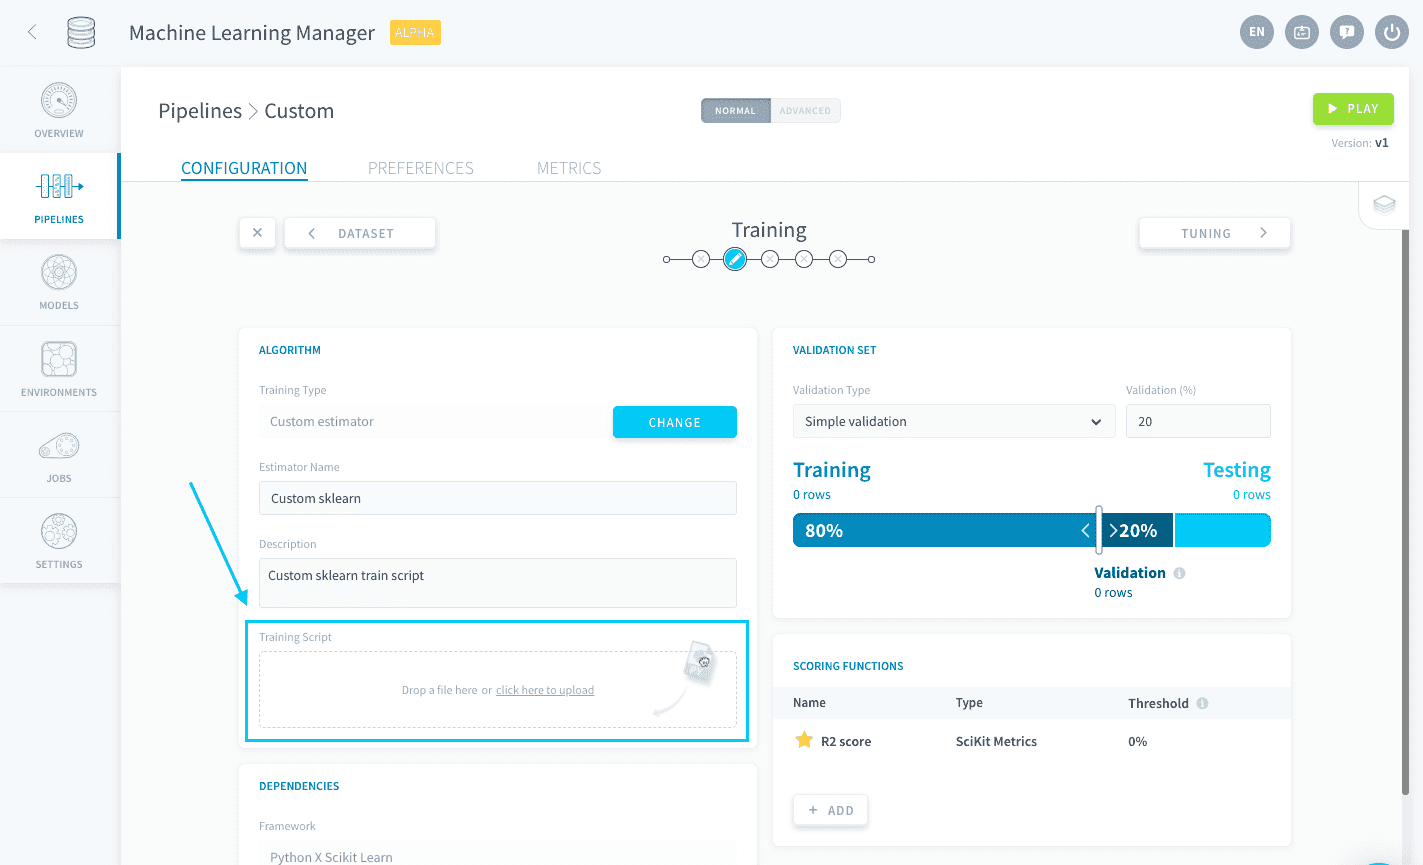 Machine Learning Manager
ALPHA
EN
OVERVIEW
PIPELINES
MODELS
ENVIRONMENTS
JOBS
SETTINGS
Pipelines > Custom
NORMAL
ADVANCED
PLAY
Version: v1
CONFIGURATION
PREFERENCES
METRICS
DATASET
Training
TUNING
ALGORITHM
Training Type
Custom estimator
CHANGE
Estimator Name
Custom sklearn
Description
Custom sklearn train script
Training Script
Drop a file here or click here to upload
DEPENDENCIES
Framework
Python X Scikit Learn
VALIDATION SET
Validation Type
Validation (%)
Simple validation
20
Training
Testing
0 rows
0 rows
80%
20%
Validation
0 rows
SCORING FUNCTIONS
Name Type Threshold
R2 score SciKit Metrics 0%
+ ADD